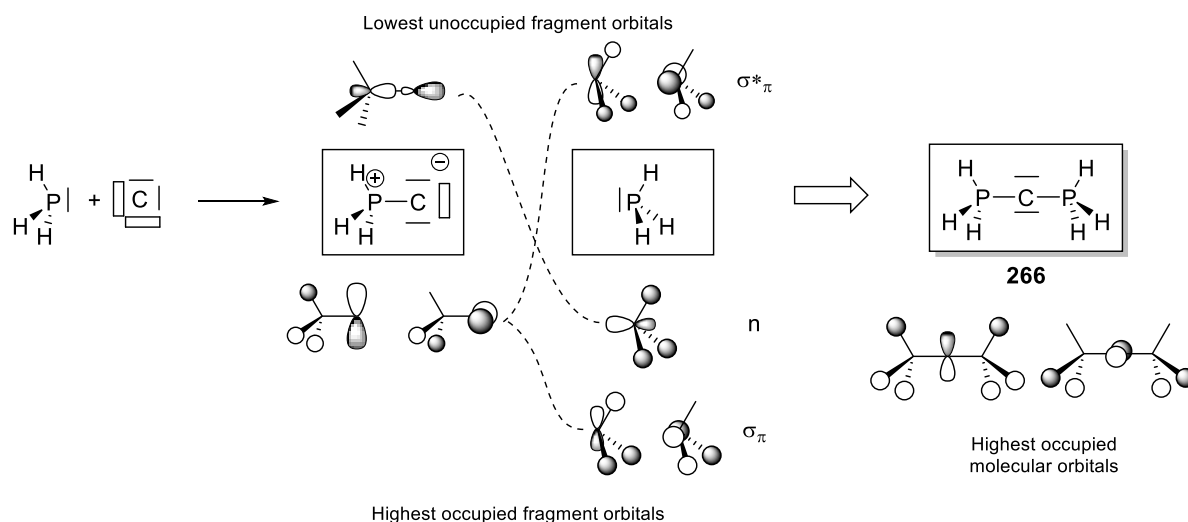 Lowest unoccupied fragment orbitals
σ*π
H
P
H
H
+
C
H
⊕
⊖
P
C
H
H
H
P
H
H
H
H
P
C
P
H
H
H
H
266
n
σπ
Highest occupied
molecular orbitals
Highest occupied fragment orbitals